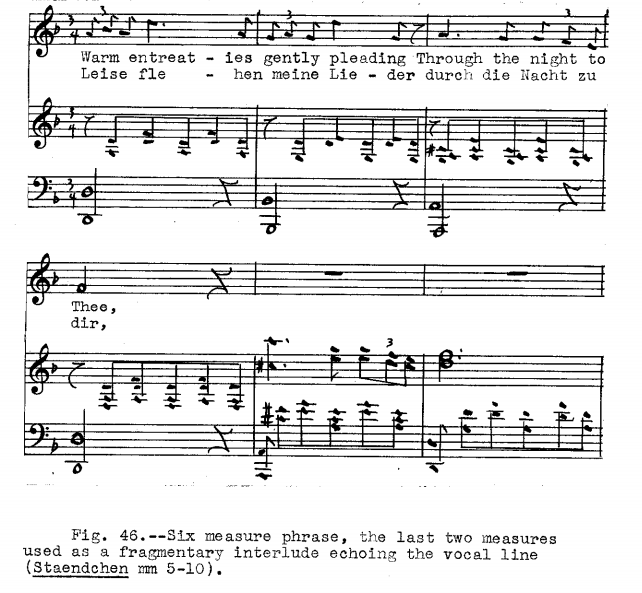 Warm entreat - ies gently pleading Through the night to
Leise fle - hen meine Lie - der durch die Nacht zu
Thee,
dir,
Fig. 46.--Six measure phrase, the last two measures
used as a fragmentary interlude echoing the vocal line
(Staendchen mm 5-10).